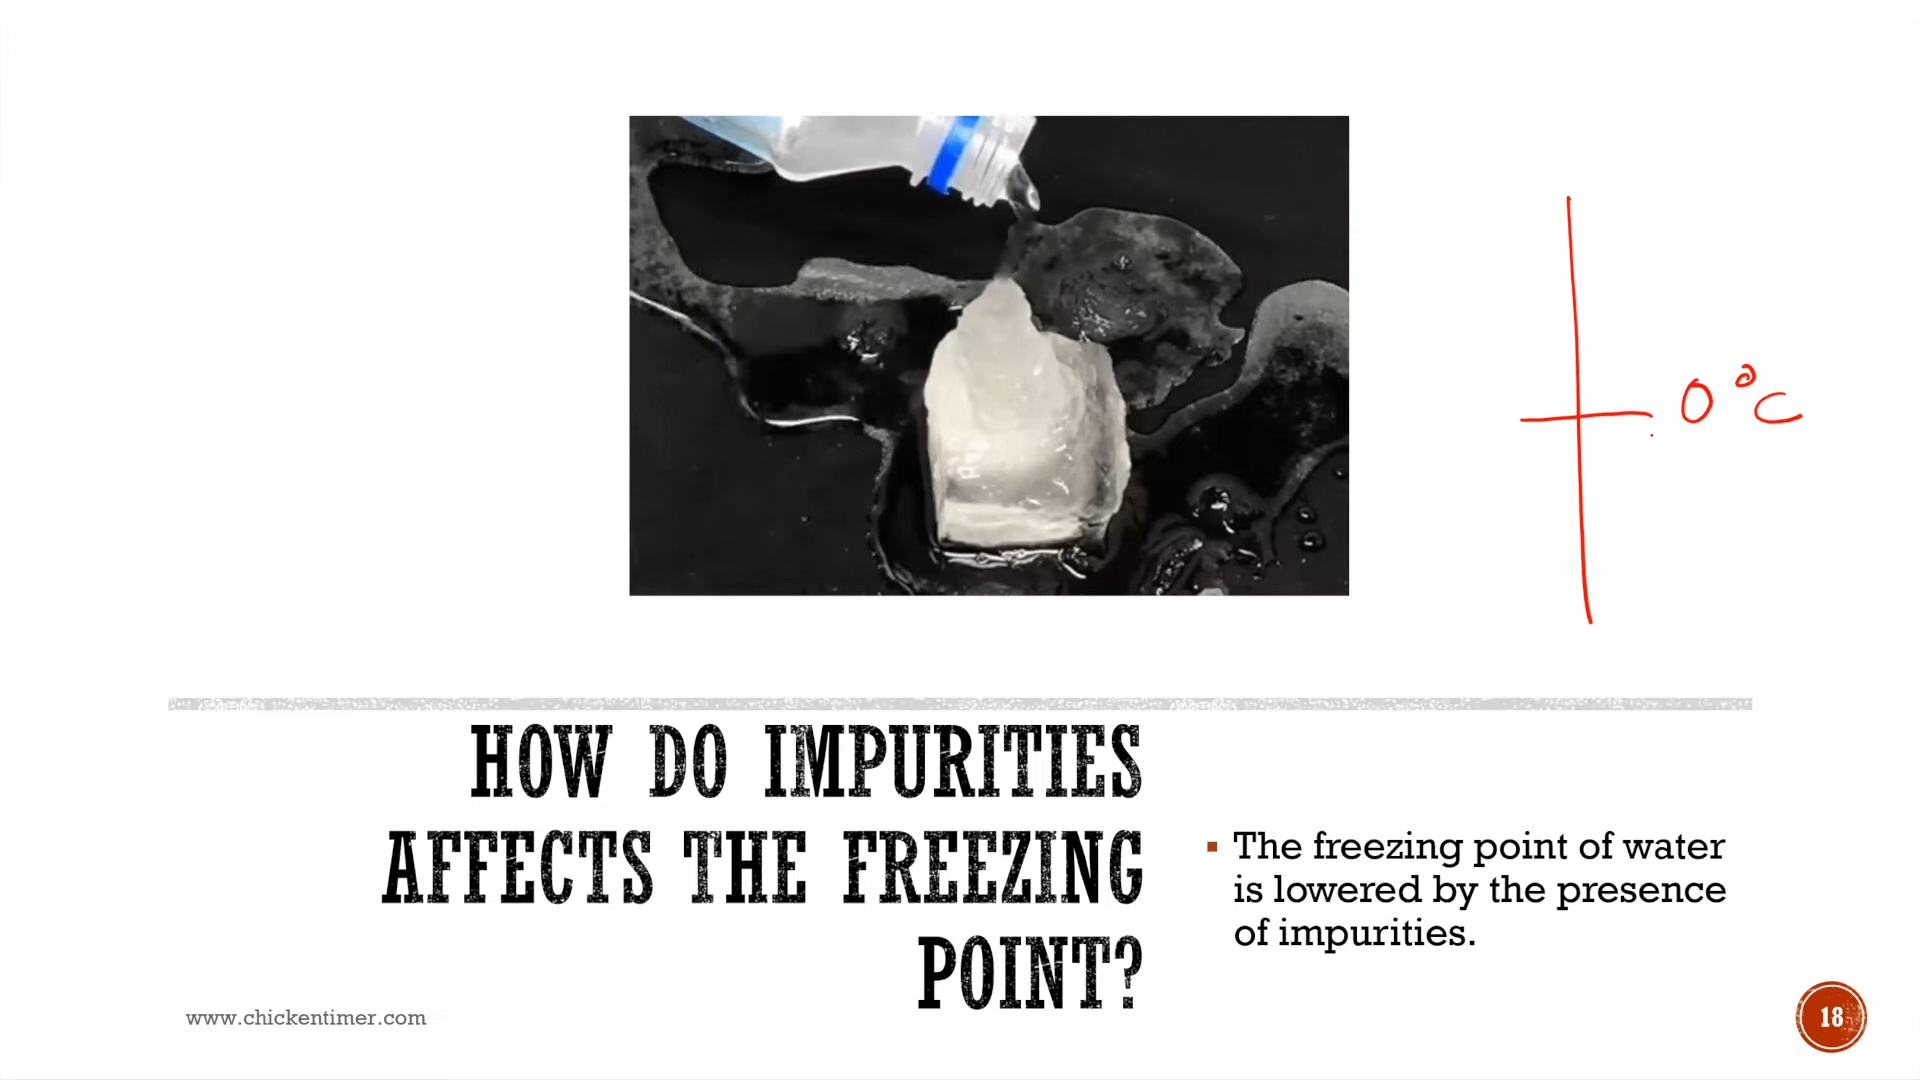 0°C
HOW DO IMPURITIES
AFFECTS THE FREEZING
POINT?
▪ The freezing point of water
is lowered by the presence
of impurities.
www.chickentimer.com
18